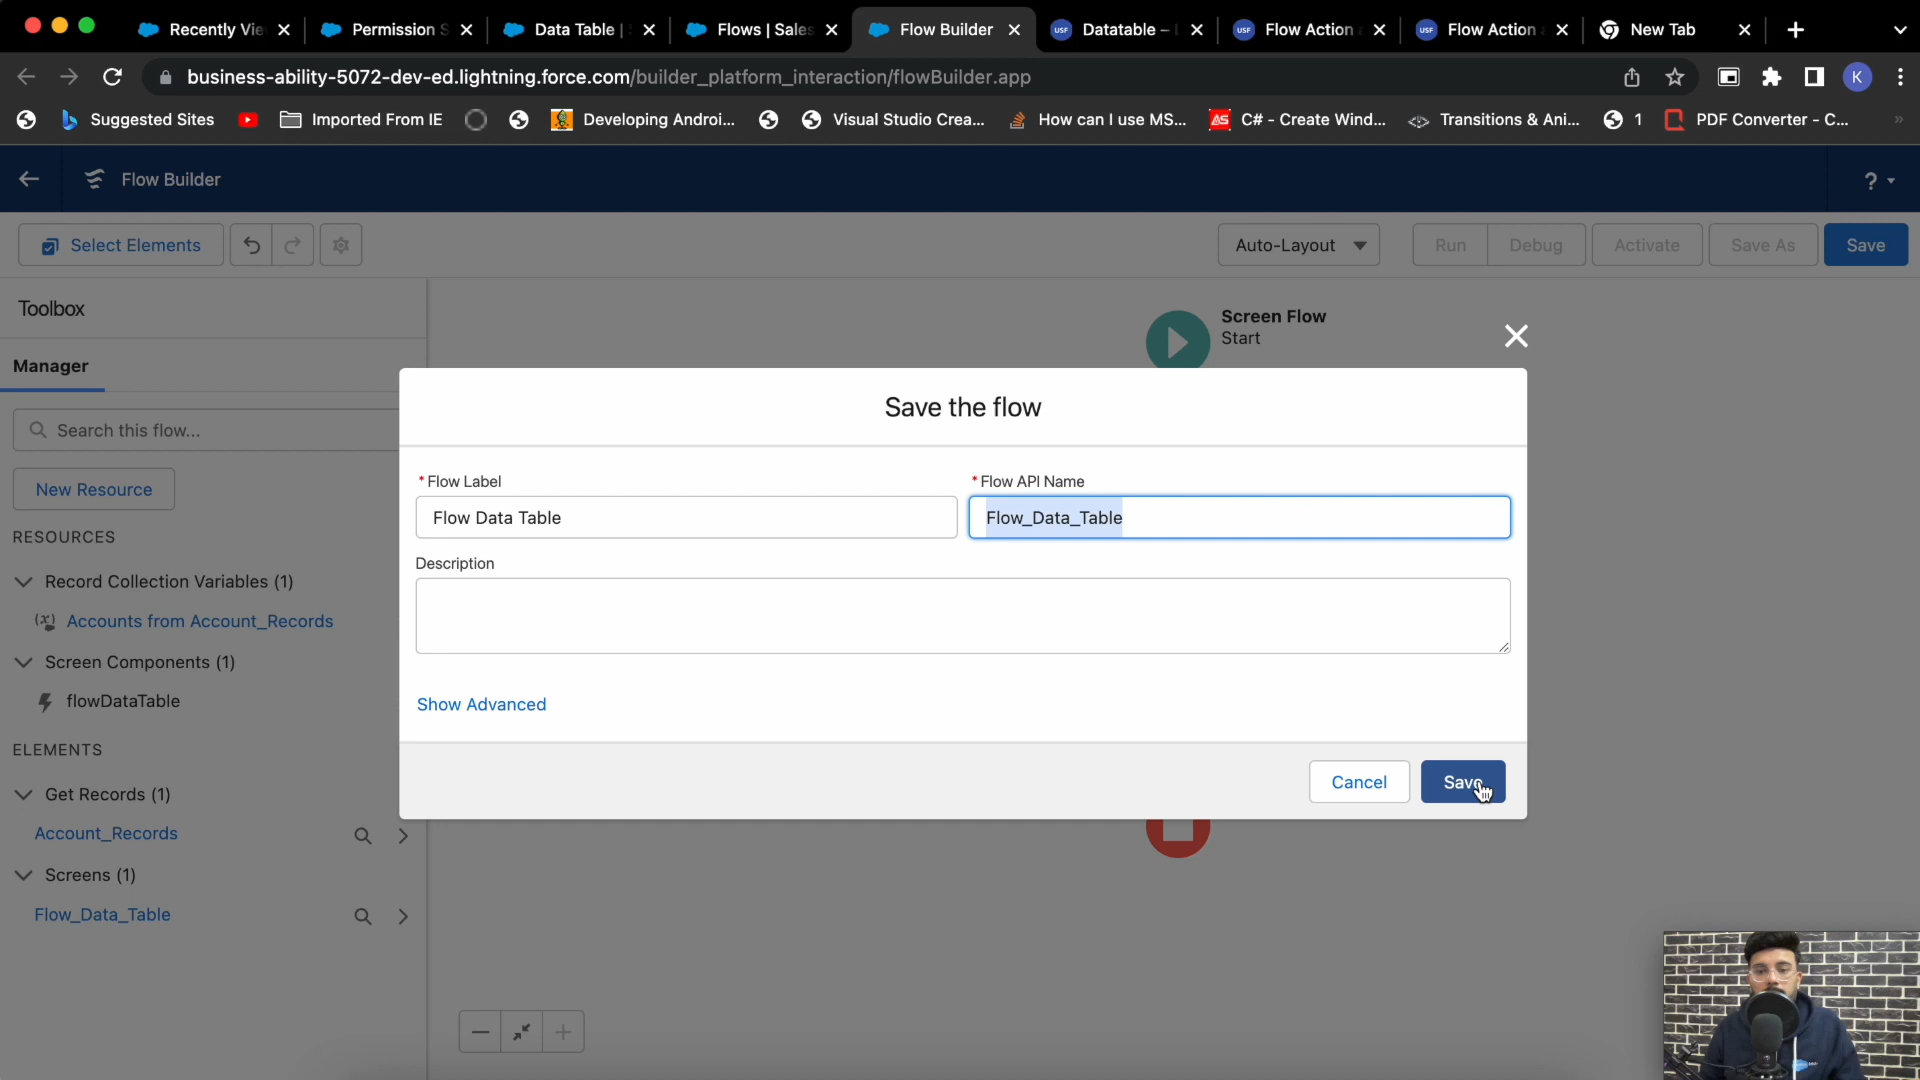 Recently Vie
Permission S
Data Table |
Flows | Sales
Flow Builder
Datatable – L
Flow Action
Flow Action
New Tab
business-ability-5072-dev-ed.lightning.force.com/builder_platform_interaction/flowBuilder.app
K
Suggested Sites
Imported From IE
Developing Androi...
Visual Studio Crea...
How can I use MS...
C# - Create Wind...
Transitions & Ani...
1
PDF Converter - C...
»
Flow Builder
?
Select Elements
Auto-Layout
Run
Debug
Activate
Save As
Save
Toolbox
Screen Flow
Start
Manager
Save the flow
Search this flow...
* Flow Label
* Flow API Name
New Resource
Flow Data Table
Flow_Data_Table
RESOURCES
Description
Record Collection Variables (1)
Accounts from Account_Records
Screen Components (1)
flowDataTable
Show Advanced
ELEMENTS
Get Records (1)
Cancel
Save
Account_Records
Screens (1)
Flow_Data_Table